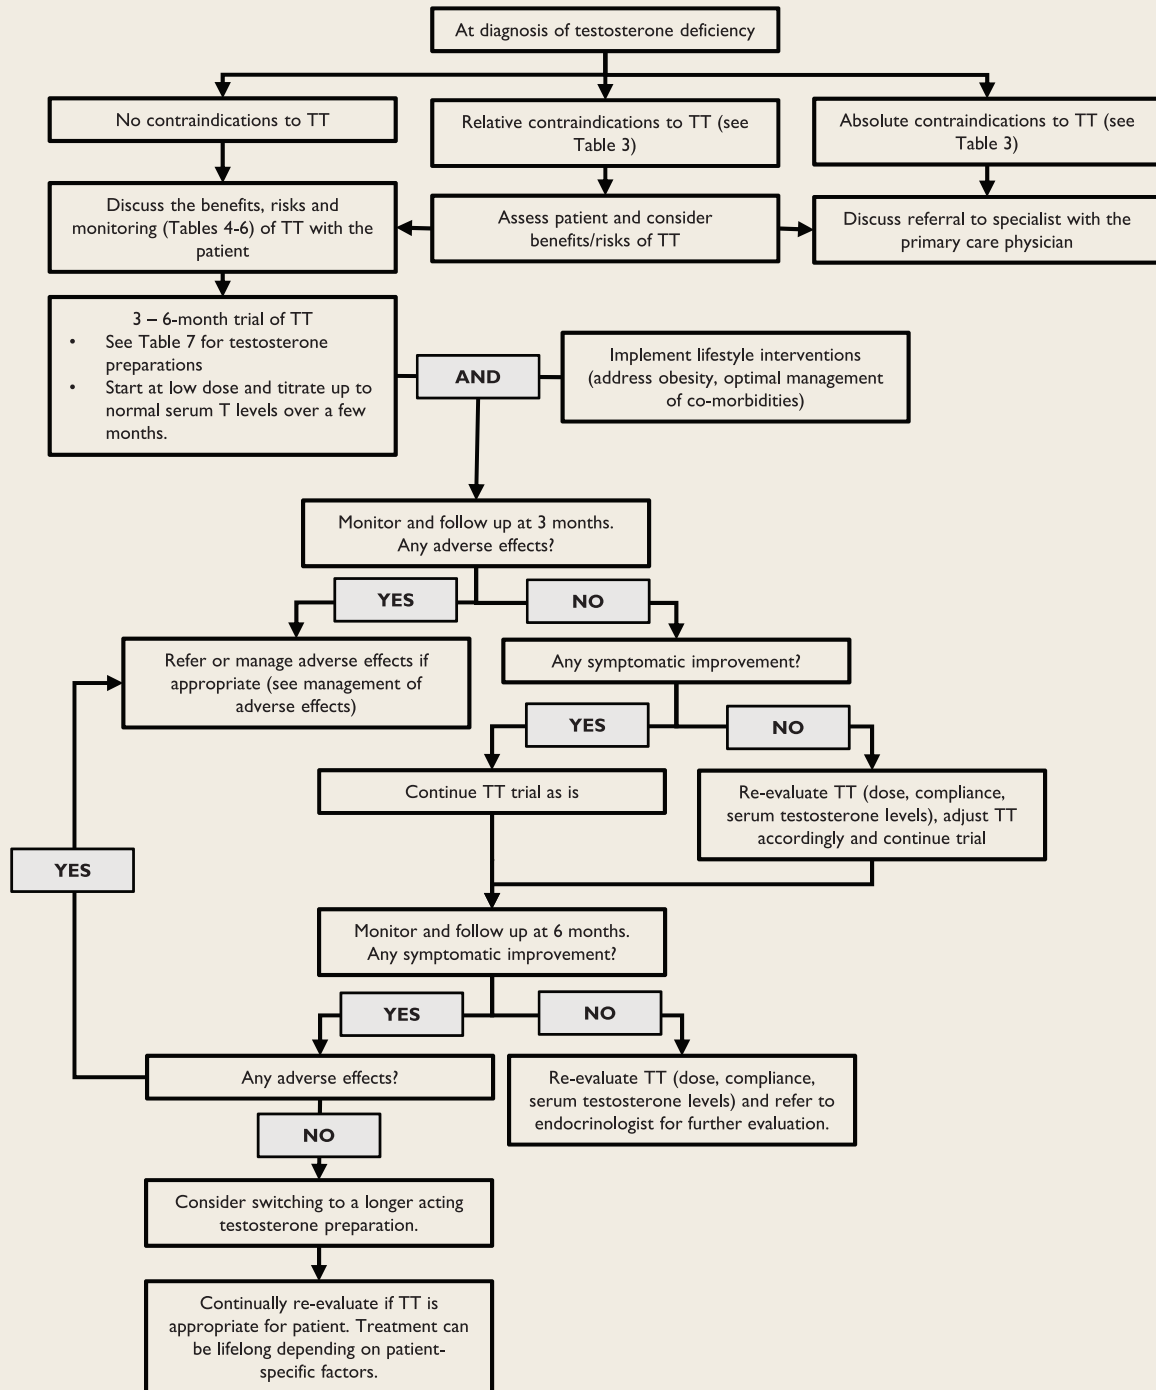 At diagnosis of testosterone deficiency
No contraindications to TT
Relative contraindications to TT (see
Table 3)
Absolute contraindications to TT (see
Table 3)
Discuss the benefits, risks and
monitoring (Tables 4-6) of TT with the
patient
Assess patient and consider
benefits/risks of TT
Discuss referral to specialist with the
primary care physician
3 – 6-month trial of TT
• See Table 7 for testosterone
preparations
• Start at low dose and titrate up to
normal serum T levels over a few
months.
AND
Implement lifestyle interventions
(address obesity, optimal management
of co-morbidities)
Monitor and follow up at 3 months.
Any adverse effects?
YES
NO
Refer or manage adverse effects if
appropriate (see management of
adverse effects)
Any symptomatic improvement?
YES
NO
Continue TT trial as is
Re-evaluate TT (dose, compliance,
serum testosterone levels), adjust TT
accordingly and continue trial
YES
Monitor and follow up at 6 months.
Any symptomatic improvement?
YES
NO
Any adverse effects?
Re-evaluate TT (dose, compliance,
serum testosterone levels) and refer to
endocrinologist for further evaluation.
NO
Consider switching to a longer acting
testosterone preparation.
Continually re-evaluate if TT is
appropriate for patient. Treatment can
be lifelong depending on patient-
specific factors.